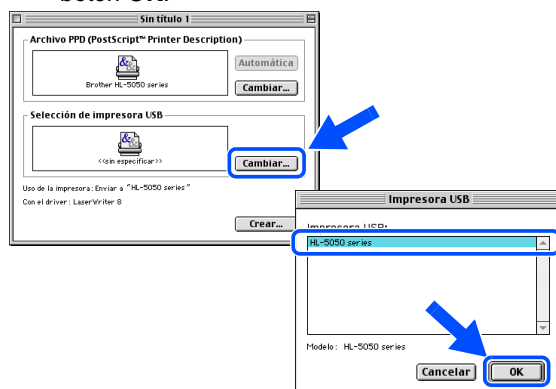 botón OK.
Sin título 1
Archivo PPD (PostScript™ Printer Description)
Automática
Brother HL-5050 series
Cambiar...
Selección de impresora USB
<<sin especificar>>
Cambiar...
Uso de la impresora: Enviar a "HL-5050 series"
Con el driver: LaserWriter 8
Crear...
Impresora USB
Impresora USB:
HL-5050 series
Modelo: HL-5050 series
Cancelar
OK